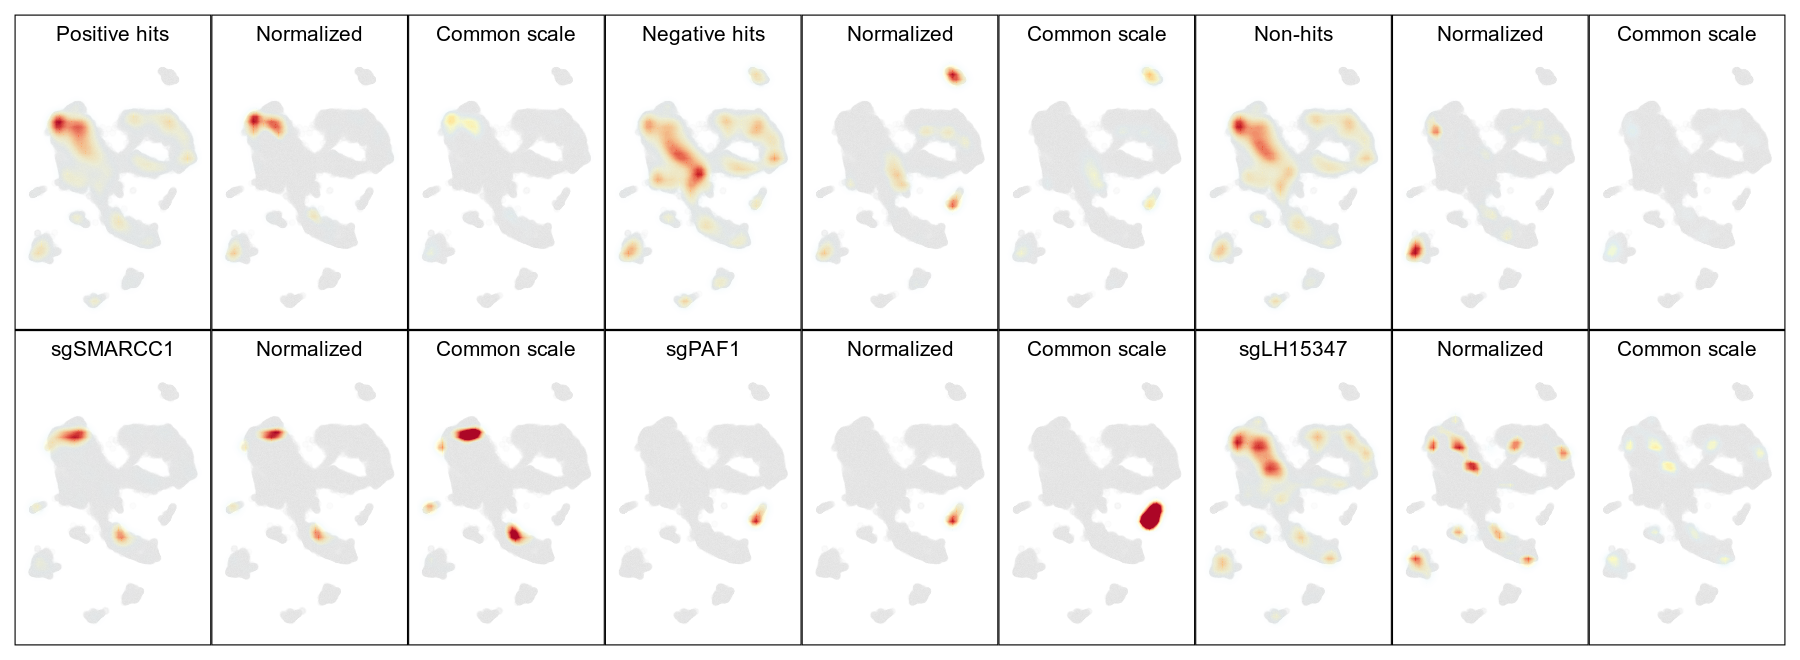 Positive hits
Normalized
Common scale
Negative hits
Normalized
Common scale
Non-hits
Normalized
Common scale
sgSMARCC1
Normalized
Common scale
sgPAF1
Normalized
Common scale
sgLH15347
Normalized
Common scale